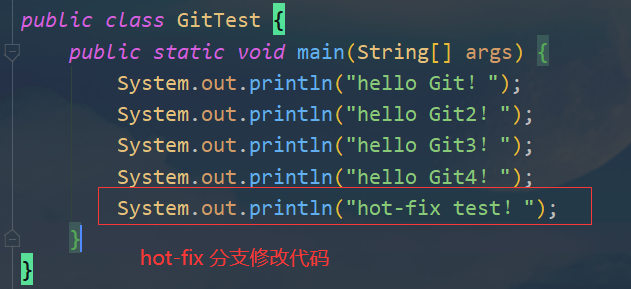 public class GitTest {
public static void main(String[] args) {
System.out.println("hello Git！");
System.out.println("hello Git2！");
System.out.println("hello Git3！");
System.out.println("hello Git4！");
System.out.println("hot-fix test！");
}
hot-fix 分支修改代码
}